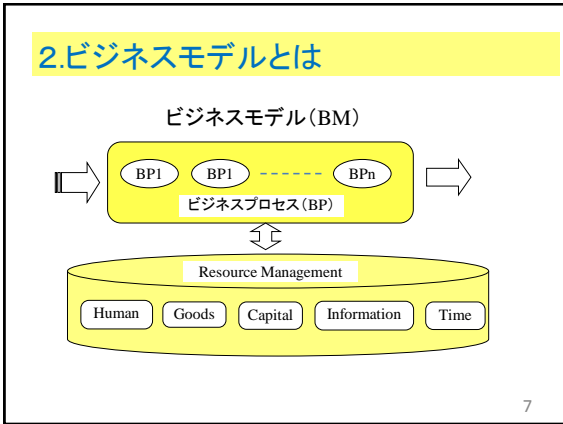 2.ビジネスモデルとは
ビジネスモデル（BM）
BP1 BP1 ------ BPn
ビジネスプロセス（BP）
Resource Management
Human Goods Capital Information Time
7